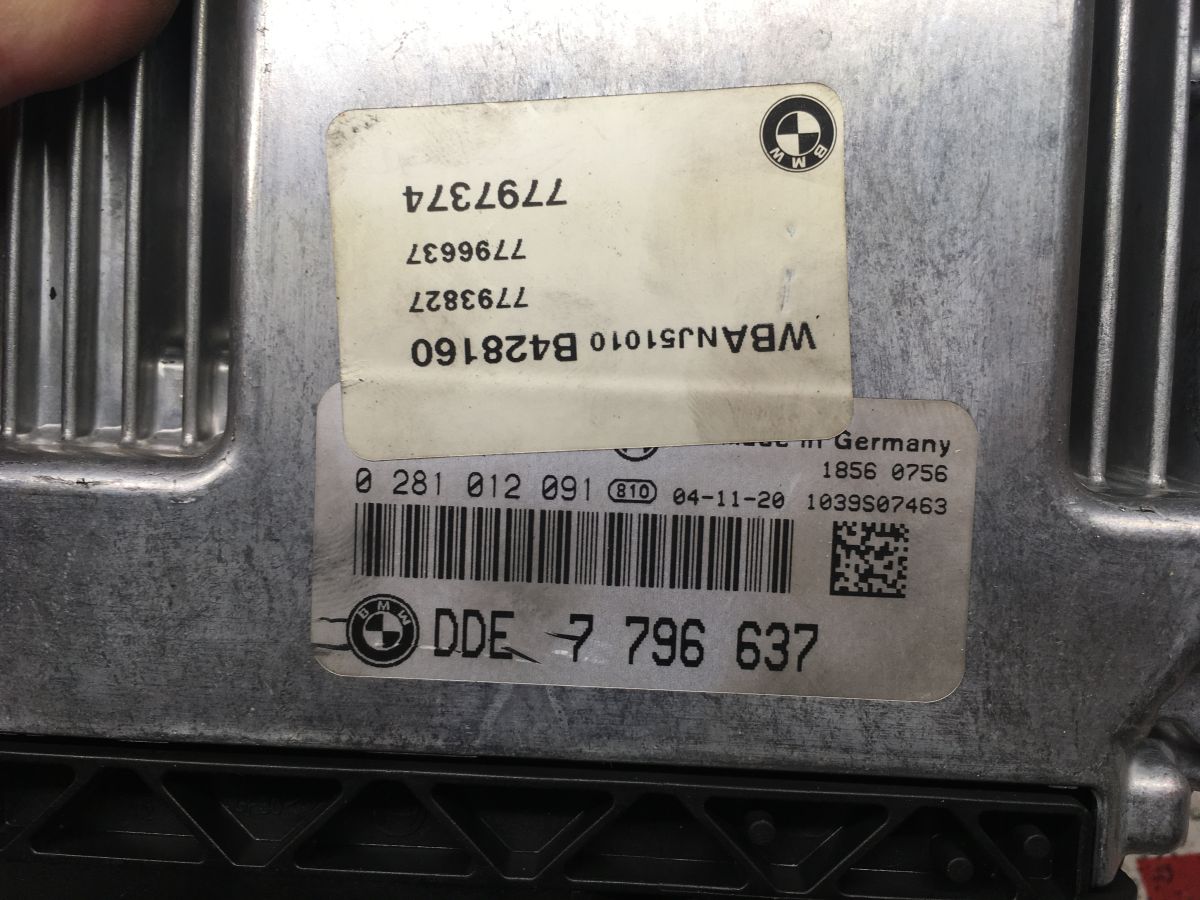 BMW
7797374
7796637
7793827
WBANJ51010 B428160
in Germany
1856 0756
0 281 012 091 810 04-11-20 1039S07463
BMW DDE 7 796 637